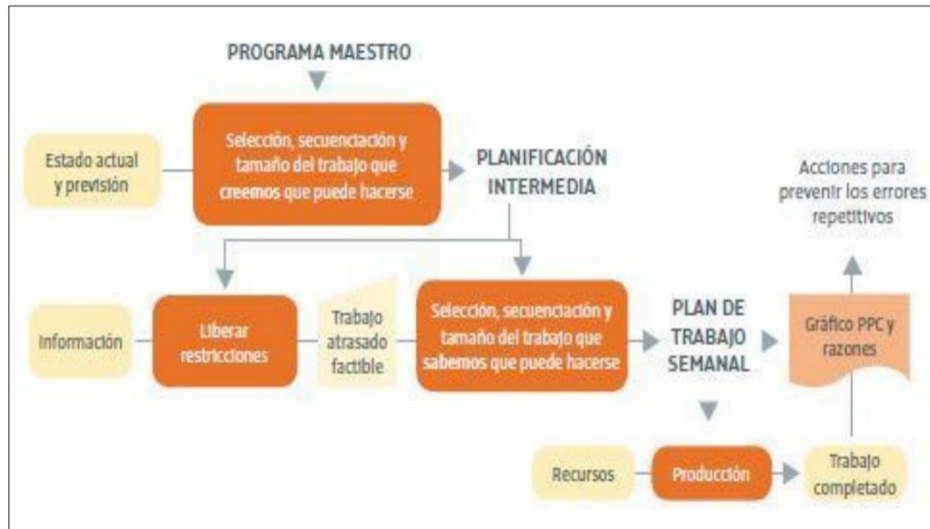 PROGRAMA MAESTRO
Estado actual
y previsión
Selección, secuenciación y
tamaño del trabajo que
creemos que puede hacerse
PLANIFICACIÓN
INTERMEDIA
Acciones para
prevenir los errores
repetitivos
Información
Liberar
restricciones
Trabajo
atrasado
factible
Selección, secuenciación y
tamaño del trabajo que
sabemos que puede hacerse
PLAN DE
TRABAJO
SEMANAL
Gráfico PPC y
razones
Recursos
Producción
Trabajo
completado